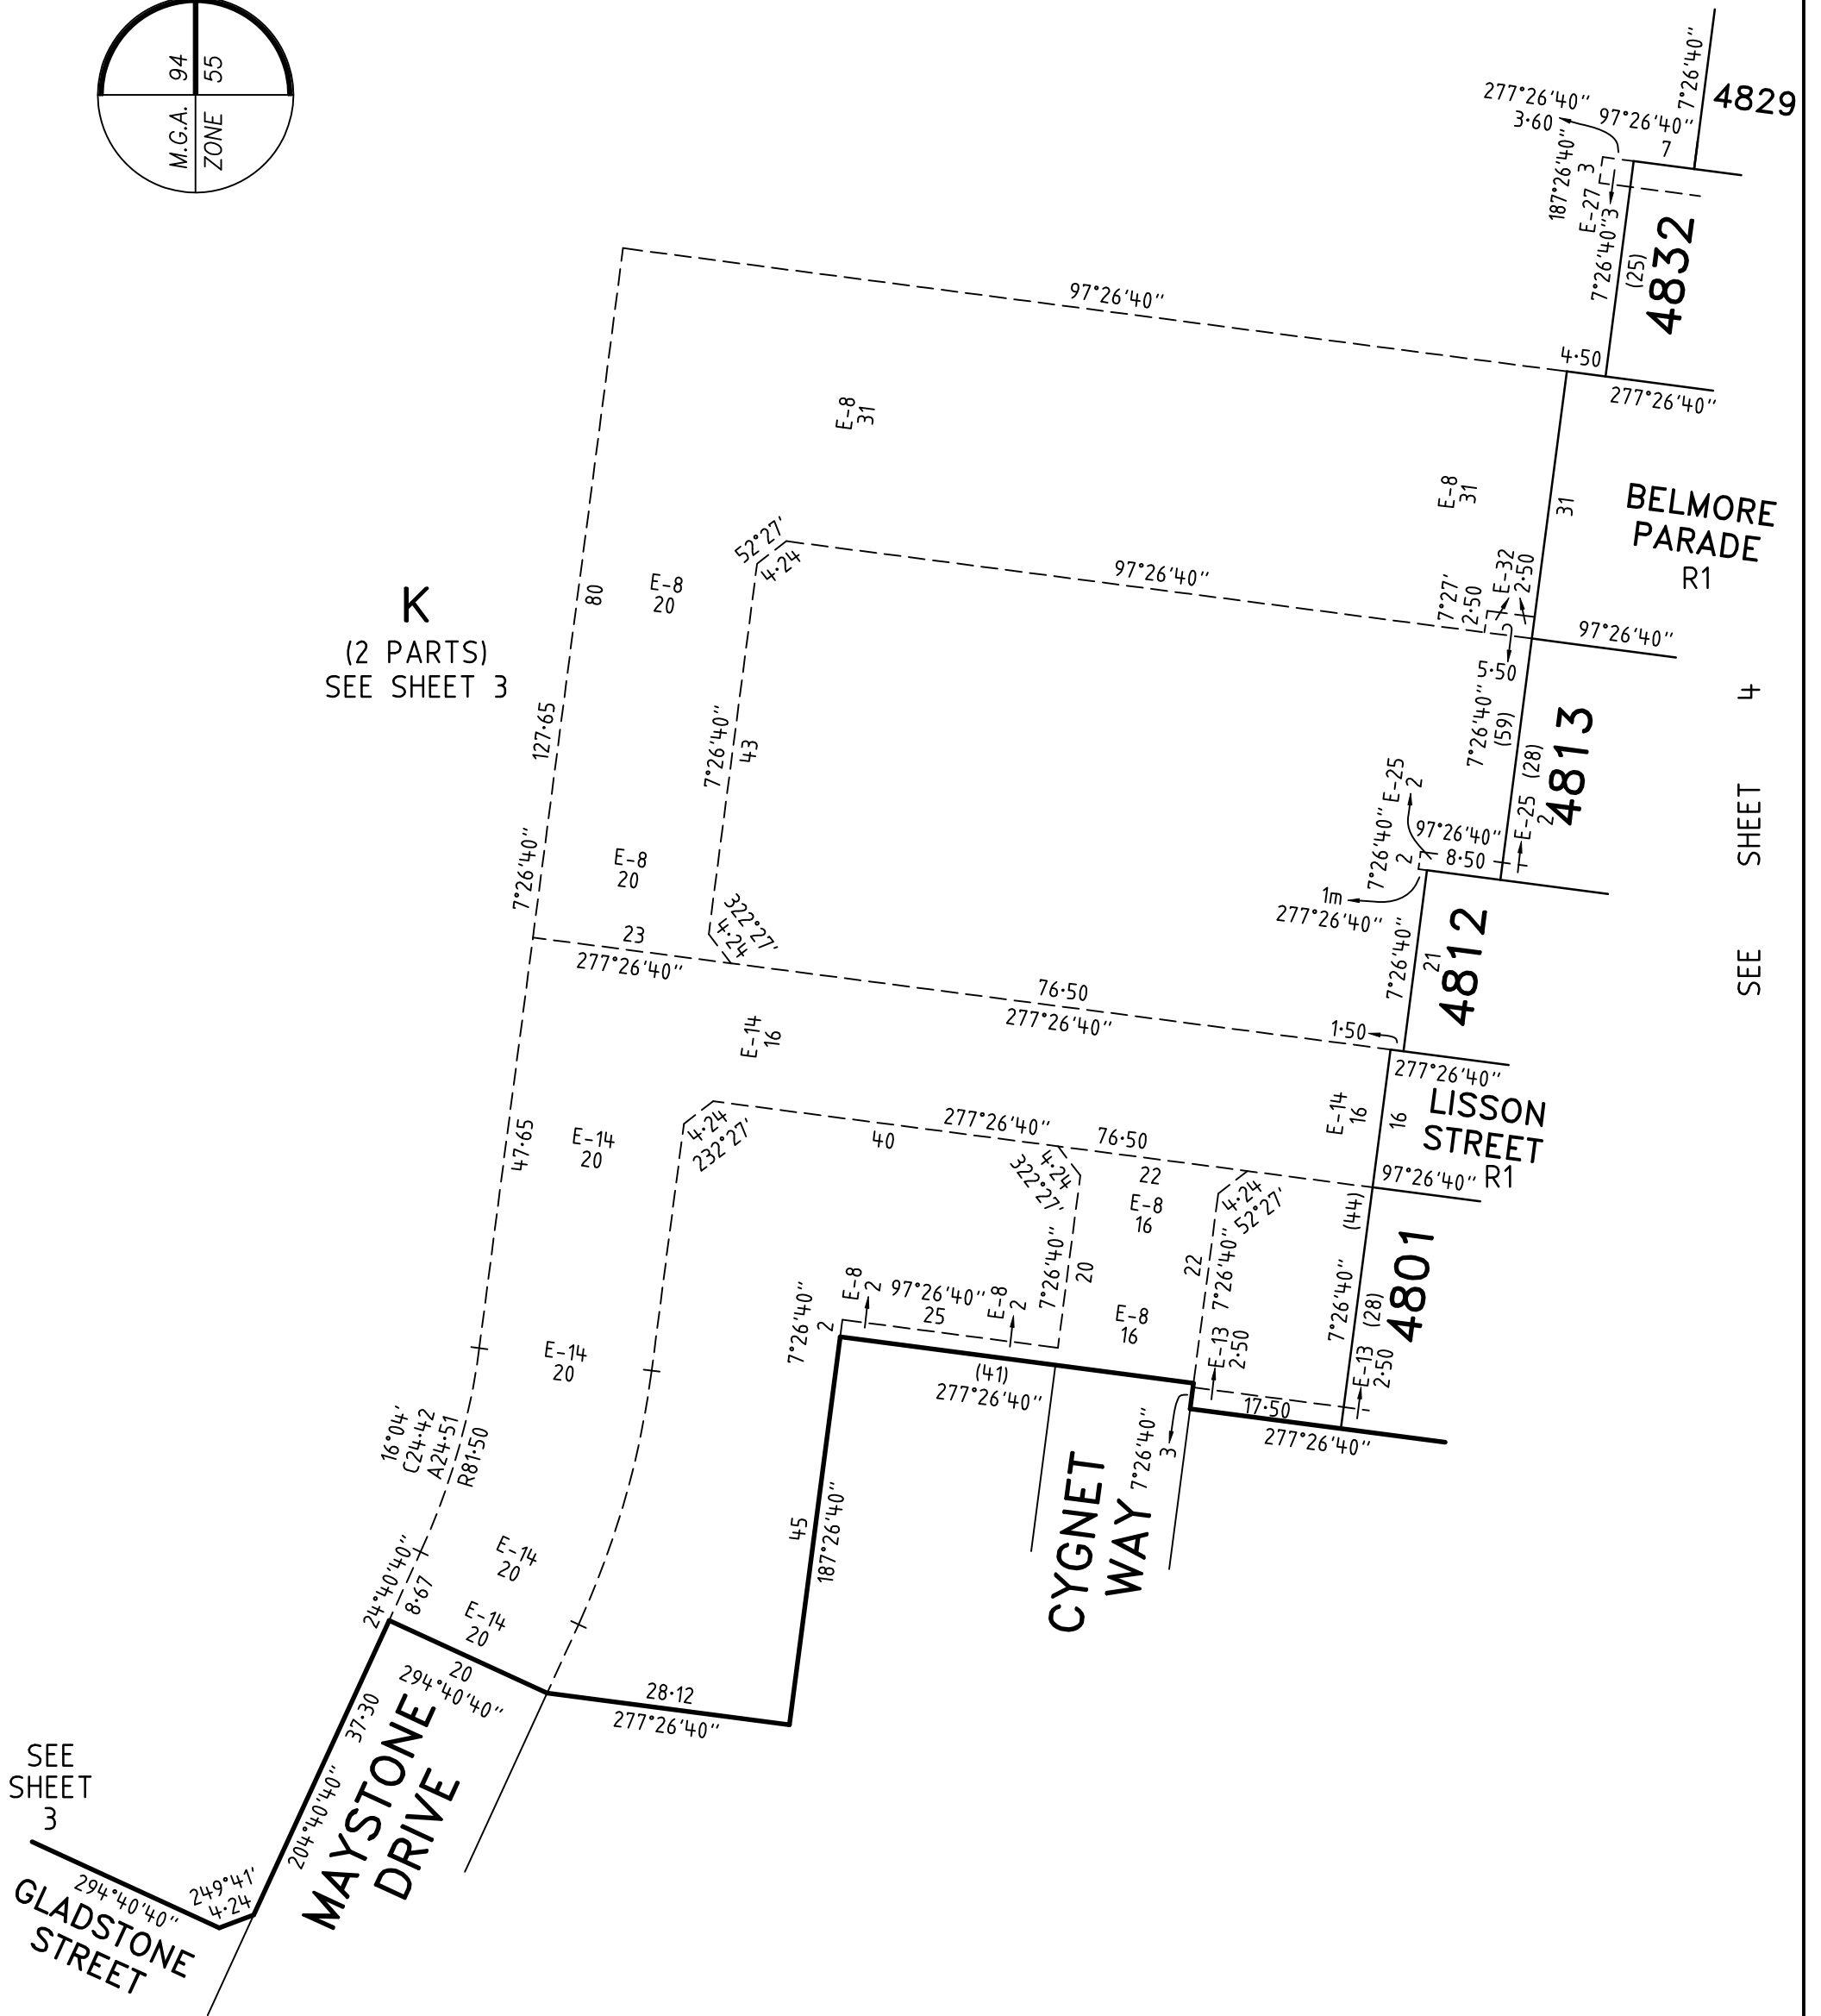 M.G.A. 94
ZONE 55
277°26'40"
3·60
97°26'40"
7
7°26'40"
4829
187°26'40"
E-27
3
3
7°26'40"
(25)
4832
97°26'40"
4·50
277°26'40"
E-8
31
E-8
31
31
BELMORE
PARADE
R1
K
(2 PARTS)
SEE SHEET 3
80
E-8
20
52°27'
4·24
97°26'40"
7°27'
2·50
E-32
2·50
97°26'40"
5·50
7°26'40"
(59)
(28)
4813
E-25
2
127·65
7°26'40"
7°26'40"
43
E-8
20
322°27'
4·24
E-25
2
7°26'40"
2
97°26'40"
8·50
1m
277°26'40"
SEE SHEET 4
23
277°26'40"
76·50
277°26'40"
7°26'40"
21
4812
1·50
277°26'40"
LISSON
STREET
R1
E-14
16
E-14
16
16
47·65
E-14
20
4·24
232°27'
277°26'40"
40
76·50
22
4·24
322°27'
E-8
16
4·24
52°27'
97°26'40"
(44)
7°26'40"
(28)
4801
E-13
2·50
7°26'40"
20
22
7°26'40"
E-8
16
E-13
2·50
E-8
2
97°26'40"
25
E-8
2
7°26'40"
2
(41)
277°26'40"
17·50
277°26'40"
7°26'40"
3
CYGNET
WAY
E-14
20
16°04'
C24·42
A24·51
R81·50
45
187°26'40"
E-14
20
24°40'40"
8·67
E-14
20
20
294°40'40"
28·12
277°26'40"
37·30
204°40'40"
MAYSTONE
DRIVE
SEE
SHEET
3
249°41'
4·24
294°40'40"
GLADSTONE
STREET